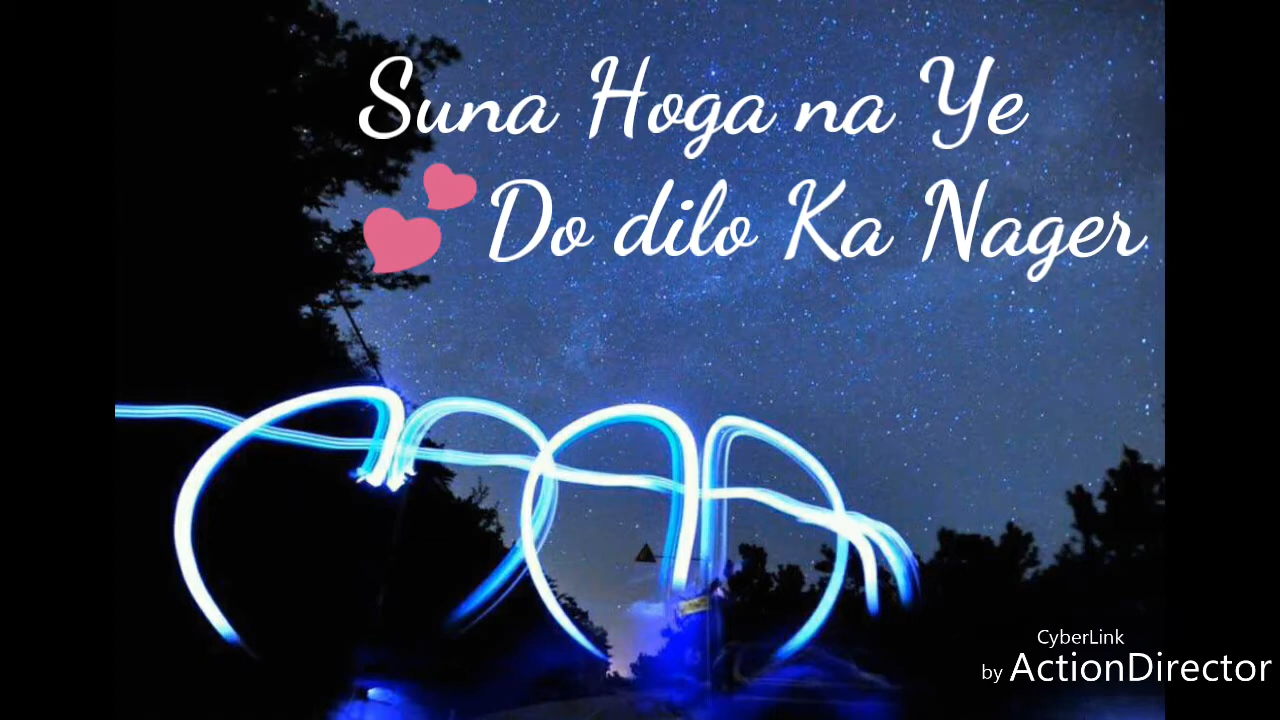 Suna Hoga na Ye
💕 Do dilo Ka Nager
CyberLink
by ActionDirector